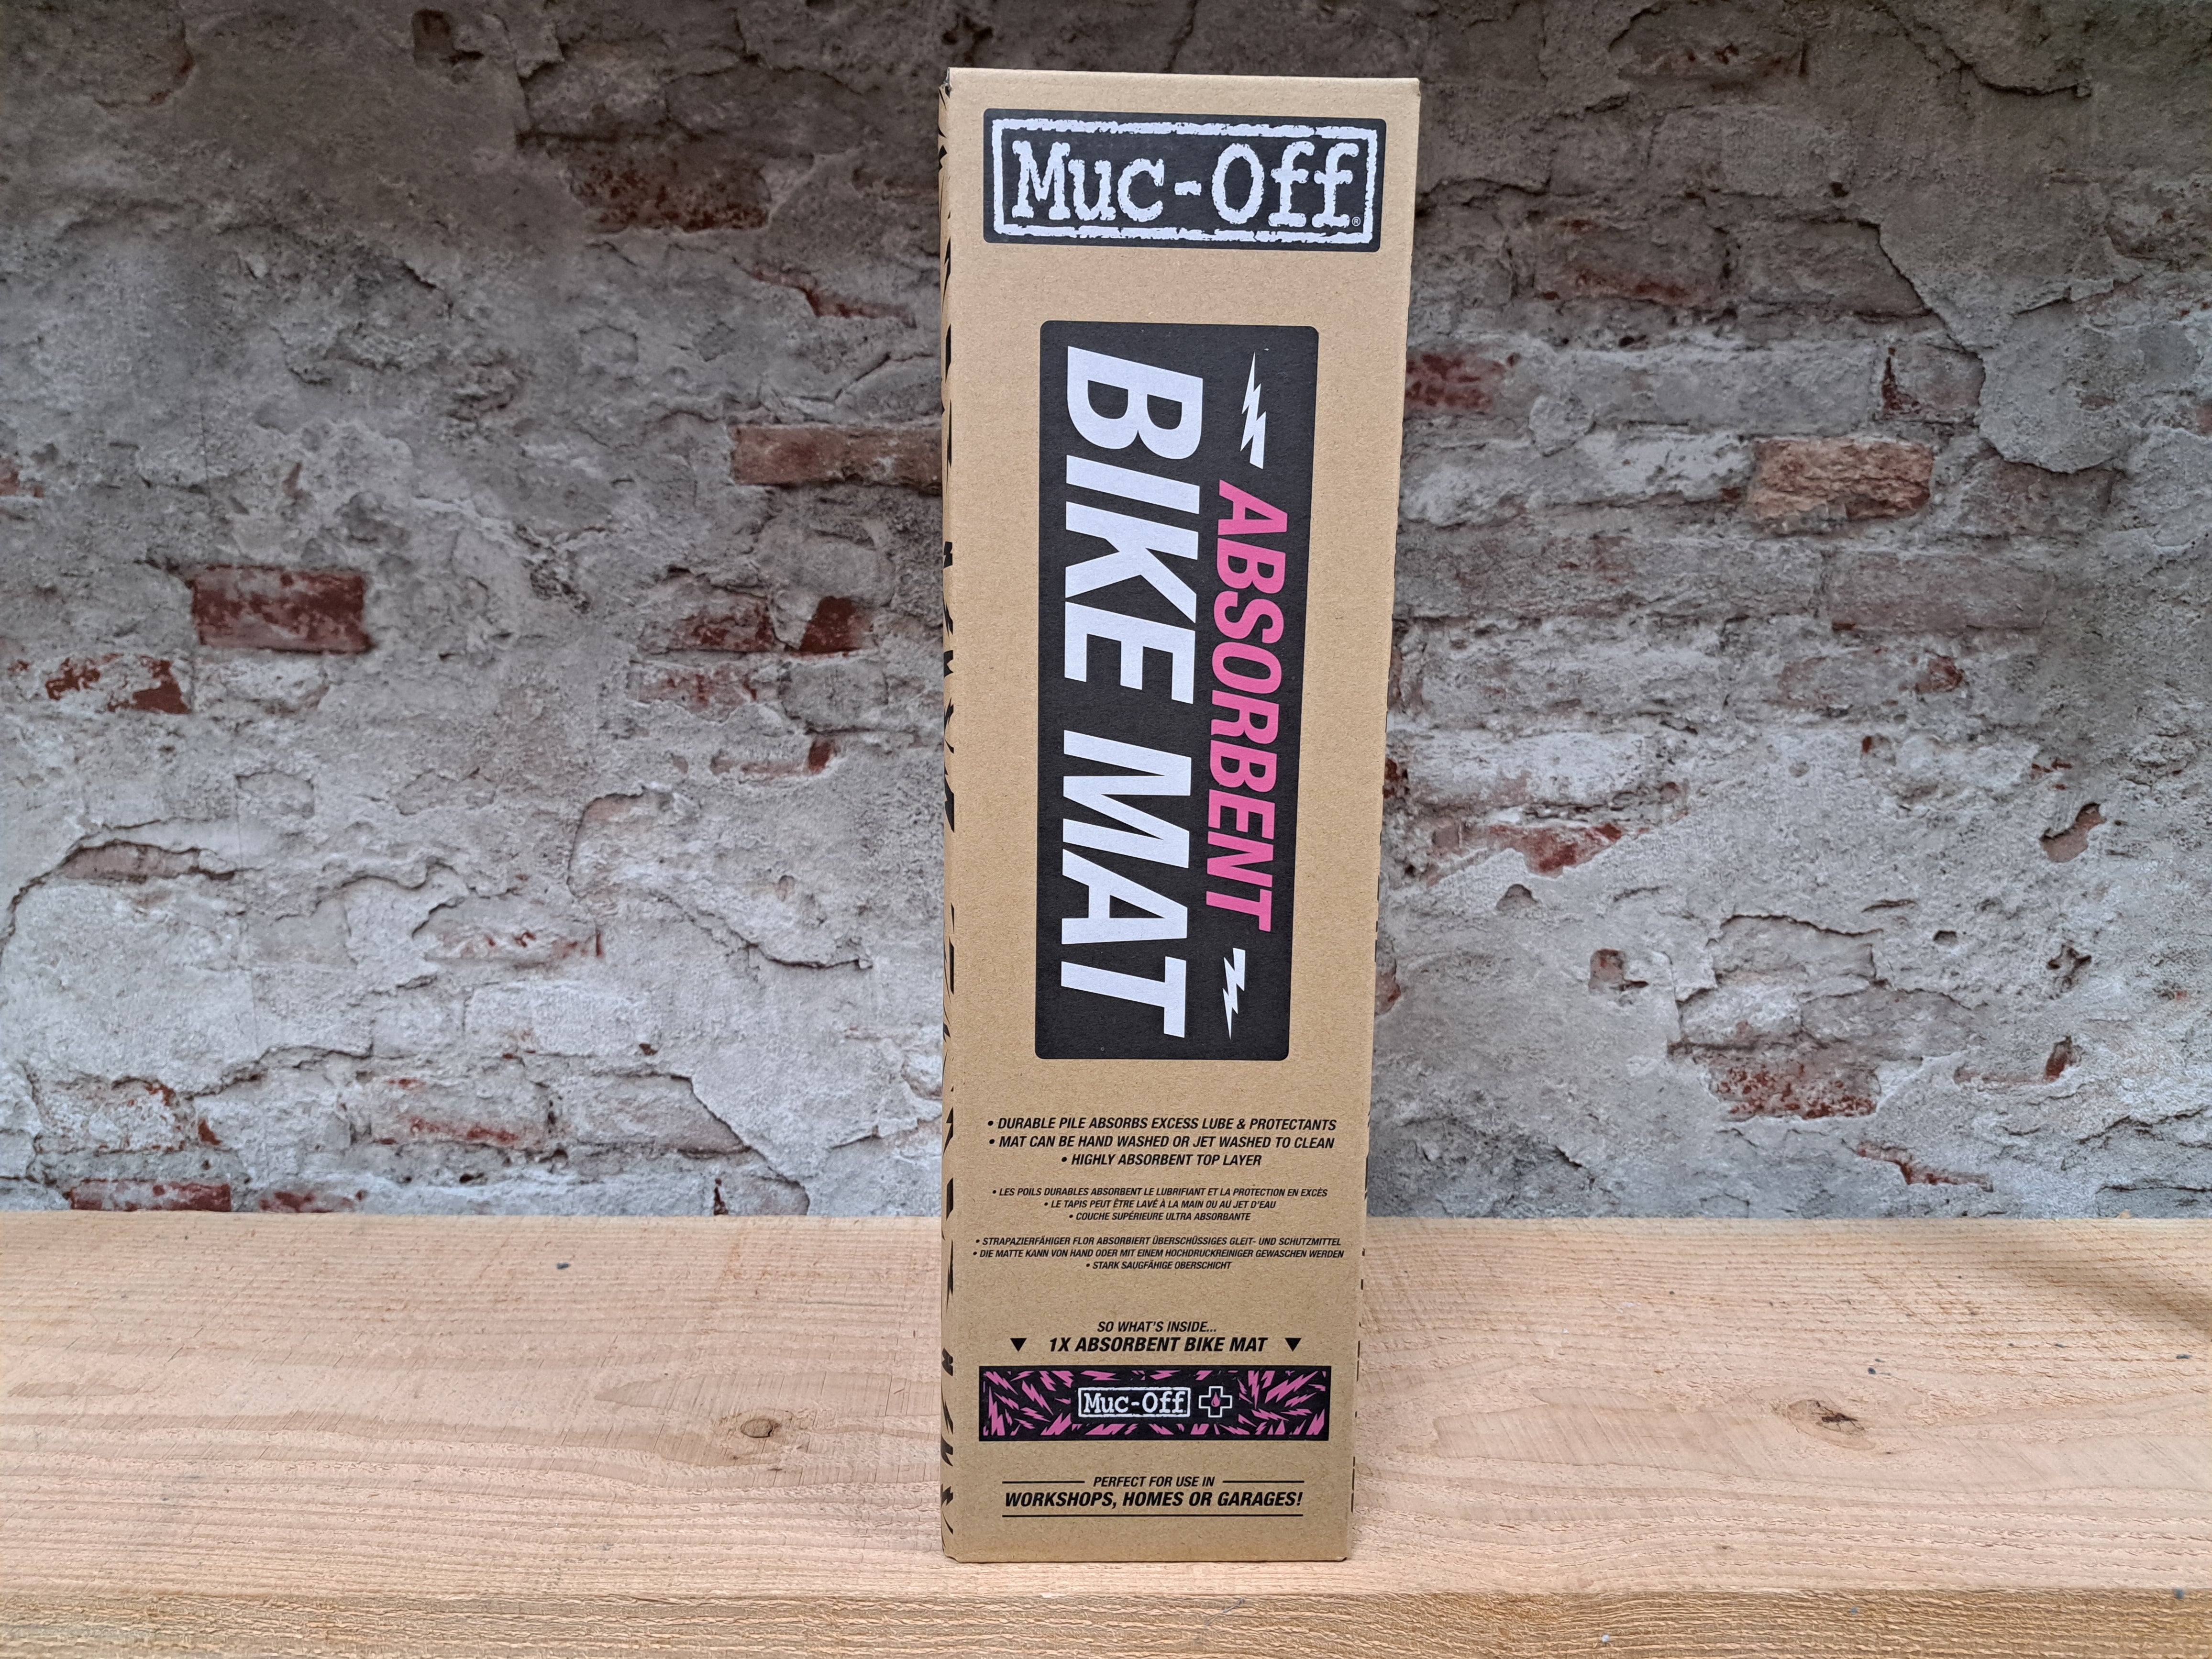 Muc-Off®
ABSORBENT
BIKE MAT
• DURABLE PILE ABSORBS EXCESS LUBE & PROTECTANTS
• MAT CAN BE HAND WASHED OR JET WASHED TO CLEAN
• HIGHLY ABSORBENT TOP LAYER
• LES POILS DURABLES ABSORBENT LE LUBRIFIANT ET LA PROTECTION EN EXCÈS
• LE TAPIS PEUT ÊTRE LAVÉ À LA MAIN OU AU JET D'EAU
• COUCHE SUPÉRIEURE ULTRA ABSORBANTE
• STRAPAZIERFÄHIGER FLOR ABSORBIERT ÜBERSCHÜSSIGES GLEIT- UND SCHUTZMITTEL
• DIE MATTE KANN VON HAND ODER MIT EINEM HOCHDRUCKREINIGER GEWASCHEN WERDEN
• STARK SAUGFÄHIGE OBERSCHICHT
SO WHAT'S INSIDE...
1X ABSORBENT BIKE MAT
Muc-Off
PERFECT FOR USE IN
WORKSHOPS, HOMES OR GARAGES!